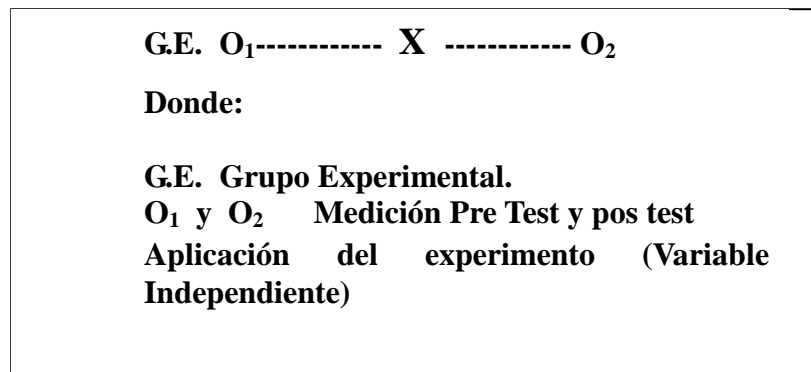 G.E. O₁------------ X ------------ O₂
Donde:
G.E. Grupo Experimental.
O₁ y O₂ Medición Pre Test y pos test
Aplicación del experimento (Variable
Independiente)